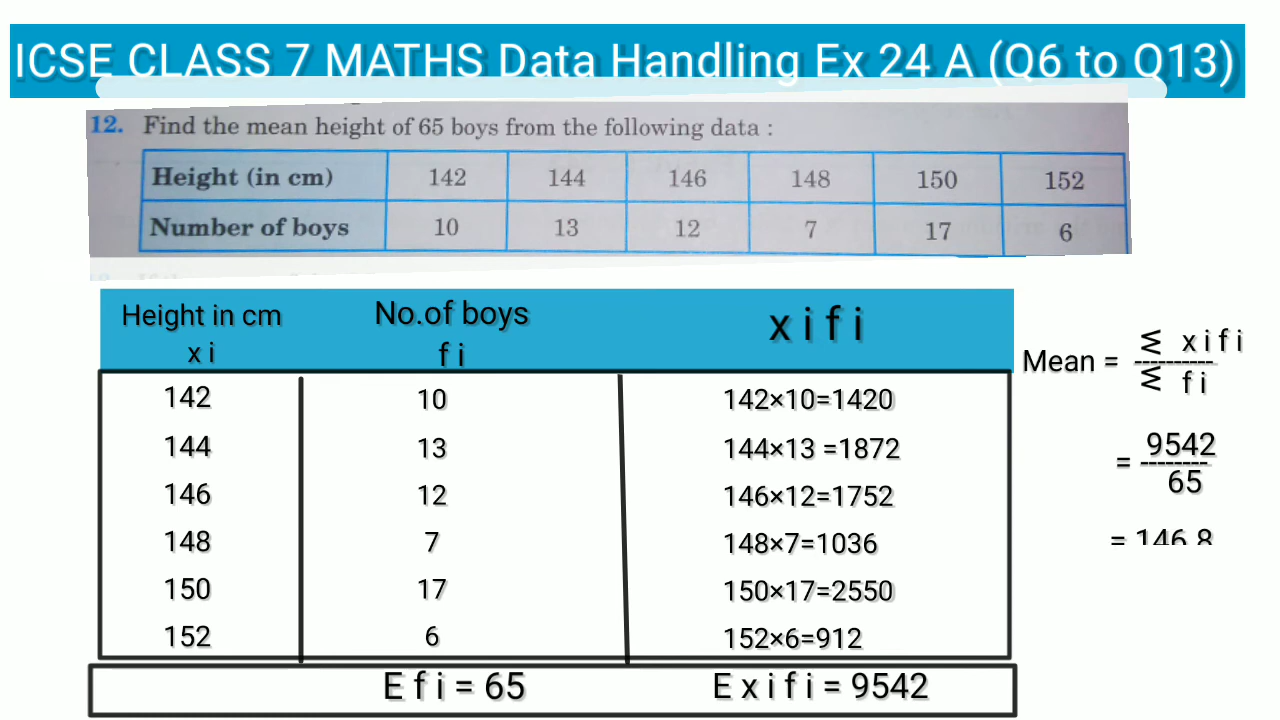 ICSE CLASS 7 MATHS Data Handling Ex 24 A (Q6 to Q13)
12. Find the mean height of 65 boys from the following data :
Height (in cm) 142 144 146 148 150 152
Number of boys 10 13 12 7 17 6
Height in cm No.of boys x i f i
x i f i
142 10 142×10=1420
144 13 144×13 =1872
146 12 146×12=1752
148 7 148×7=1036
150 17 150×17=2550
152 6 152×6=912
E f i = 65 E x i f i = 9542
Mean = ⋚ x i f i
----------
⋚ f i
= 9542
--------
65
= 146.8